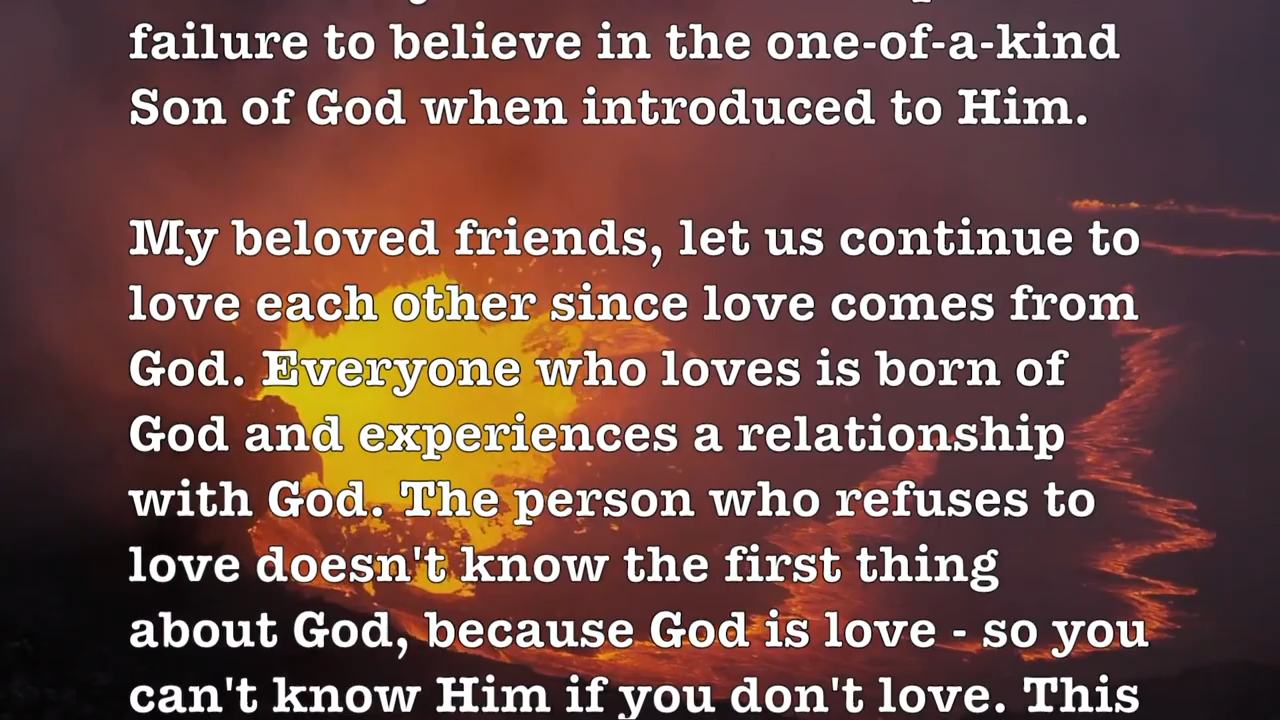 failure to believe in the one-of-a-kind
Son of God when introduced to Him.
My beloved friends, let us continue to
love each other since love comes from
God. Everyone who loves is born of
God and experiences a relationship
with God. The person who refuses to
love doesn't know the first thing
about God, because God is love - so you
can't know Him if you don't love. This